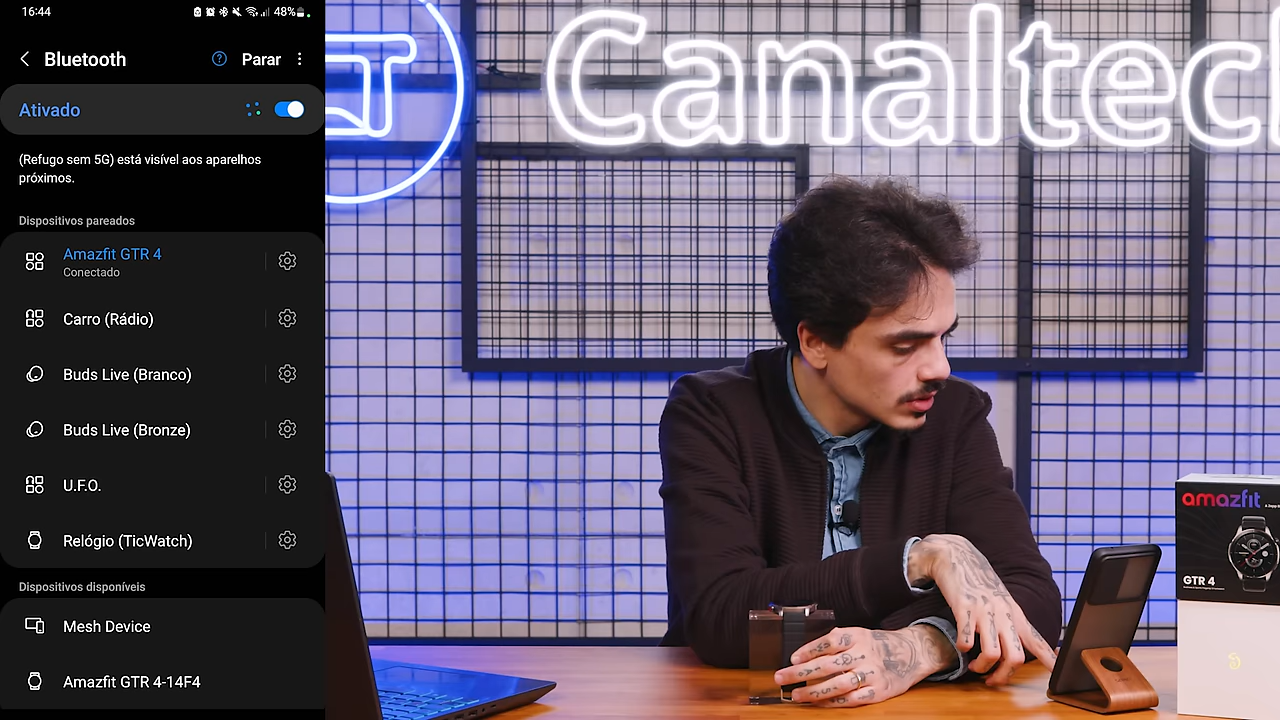 16:44
48%
Bluetooth
Parar
Ativado
(Refugo sem 5G) está visível aos aparelhos
próximos.
Dispositivos pareados
Amazfit GTR 4
Conectado
Carro (Rádio)
Buds Live (Branco)
Buds Live (Bronze)
U.F.O.
Relógio (TicWatch)
Dispositivos disponíveis
Mesh Device
Amazfit GTR 4-14F4
Canaltech
amazfit
GTR 4